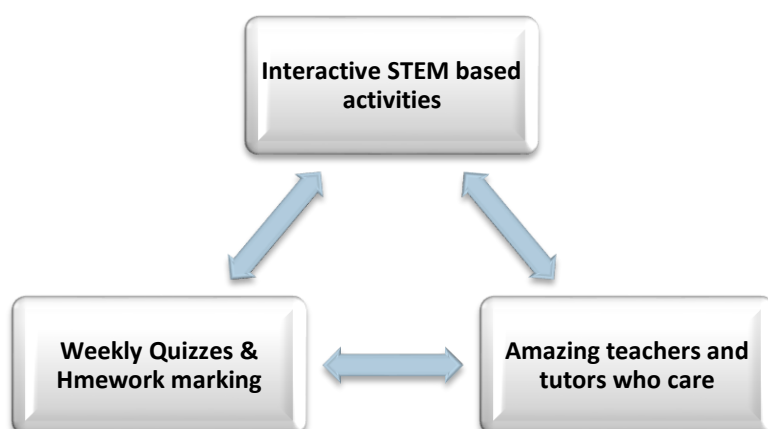 Interactive STEM based
activities
Weekly Quizzes &
Hmework marking
Amazing teachers and
tutors who care